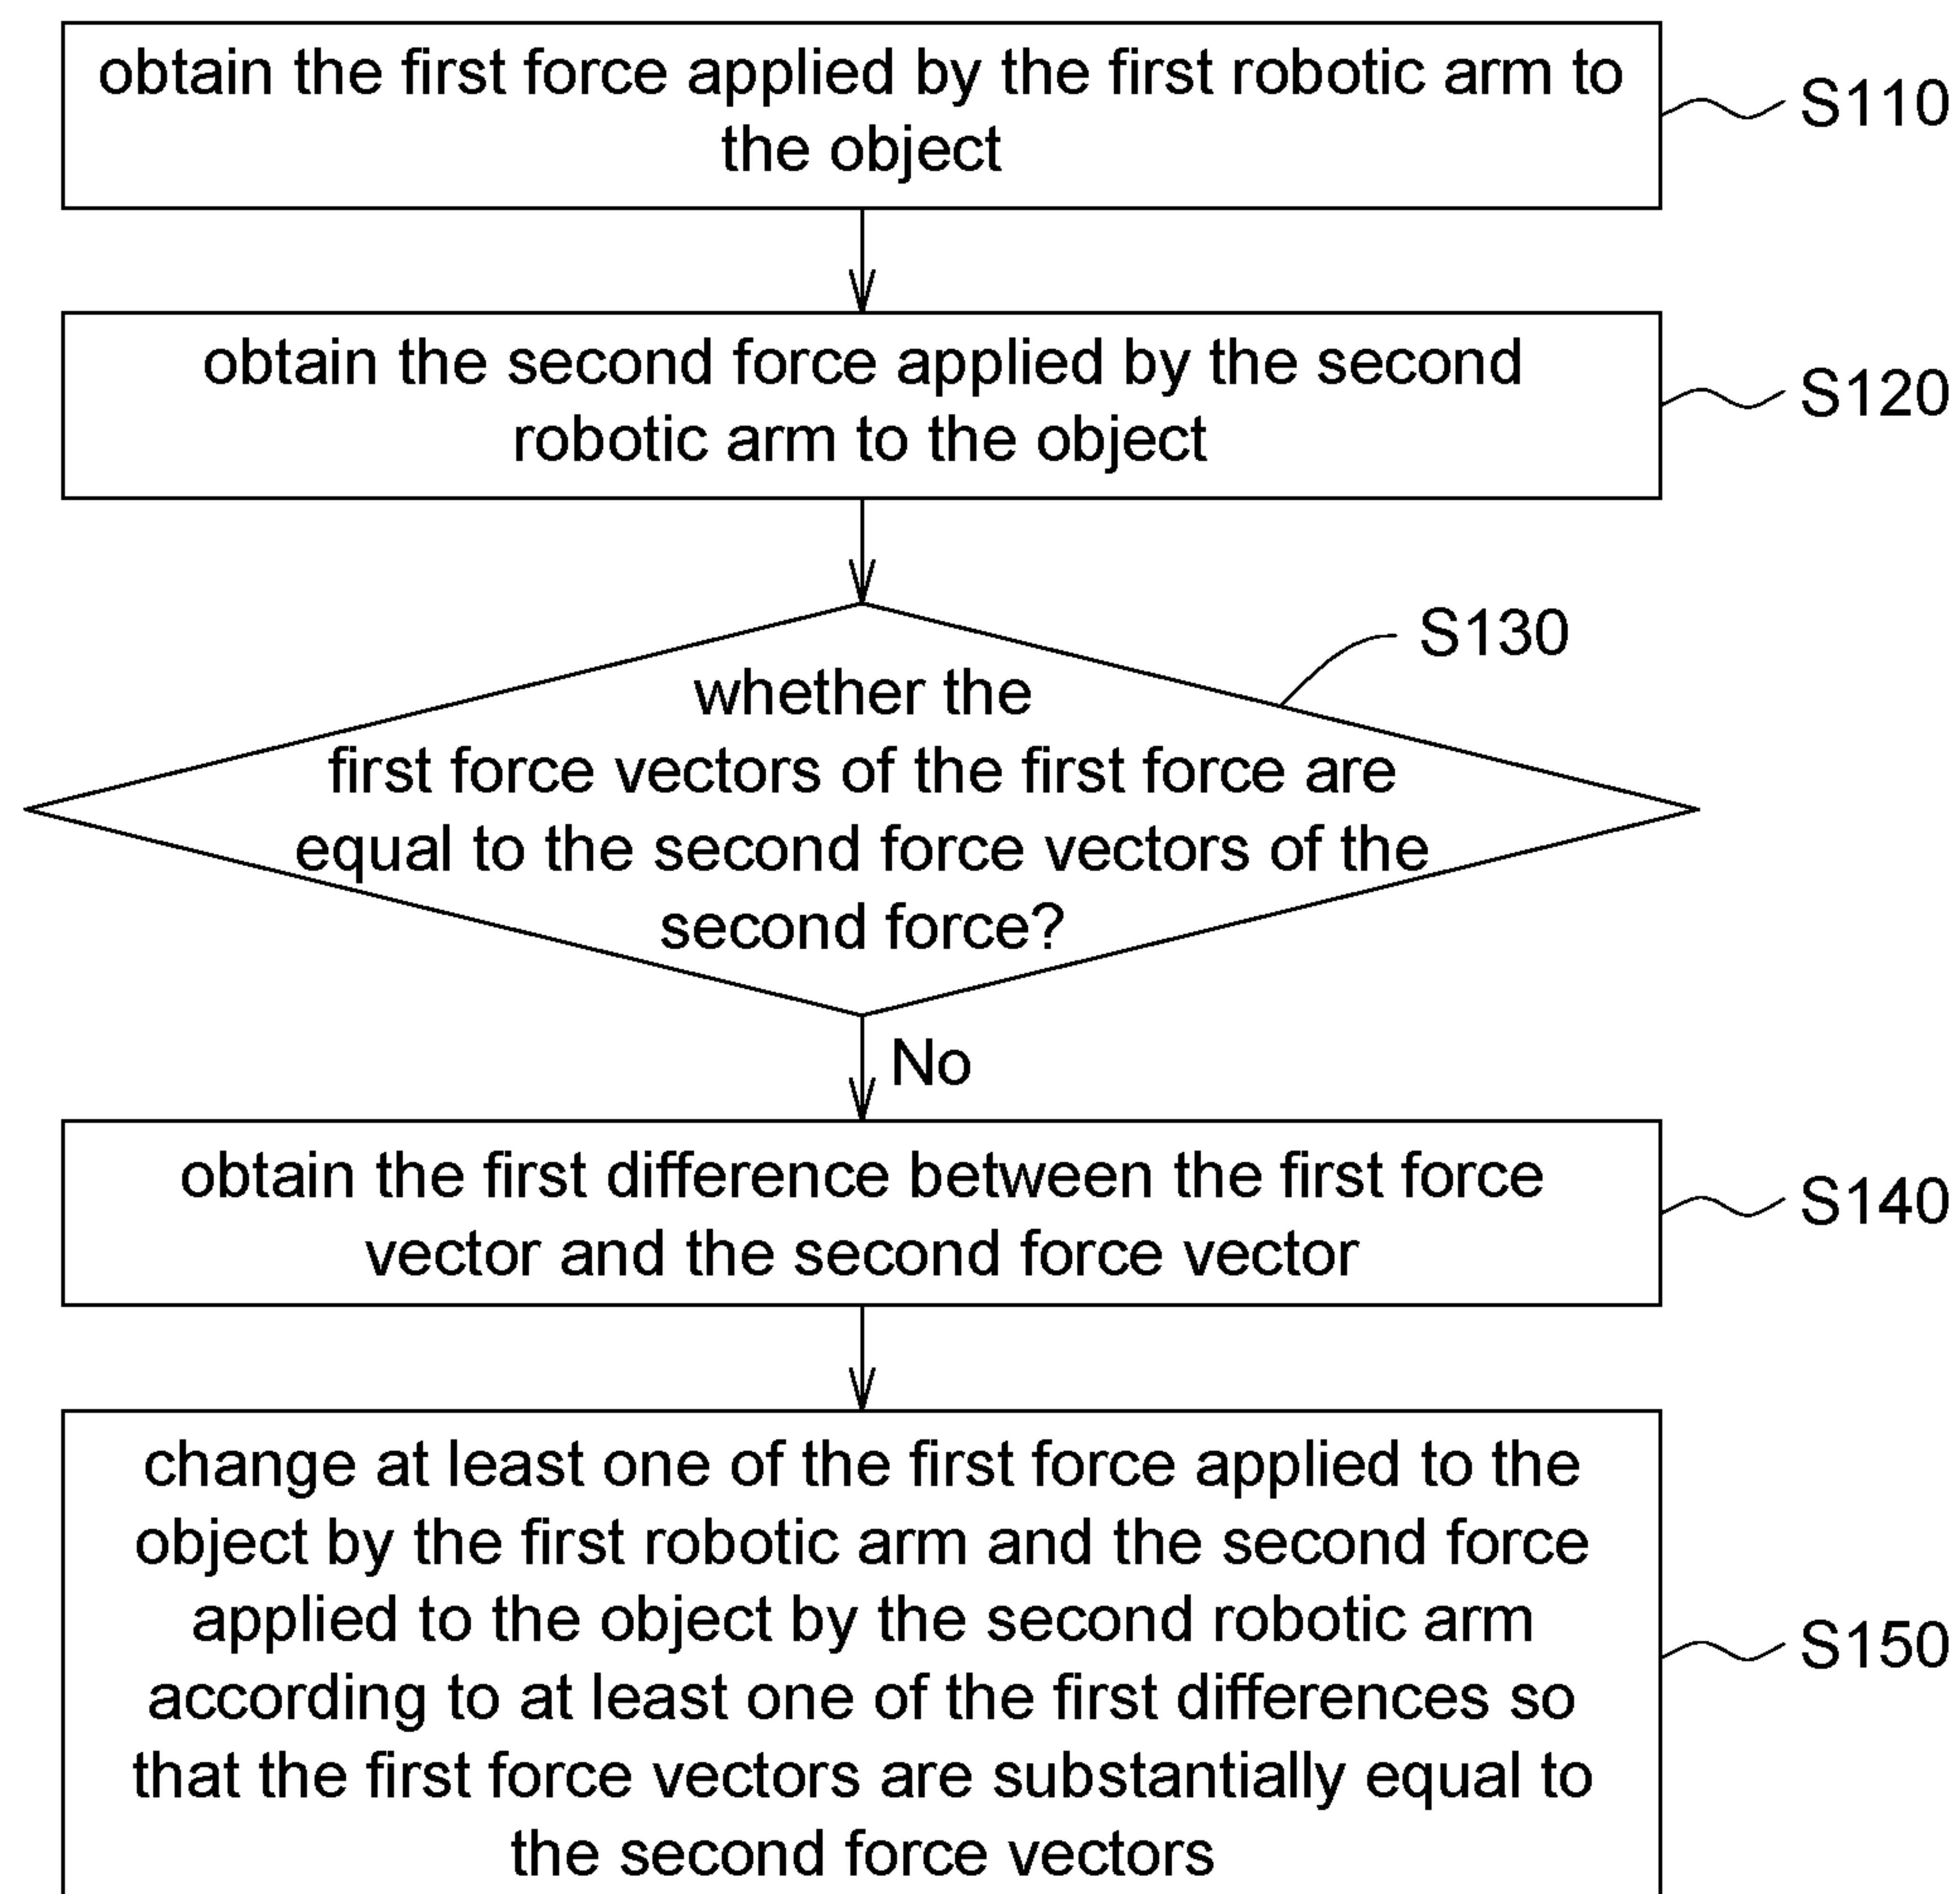 obtain the first force applied by the first robotic arm to
the object
S110
obtain the second force applied by the second
robotic arm to the object
S120
S130
whether the
first force vectors of the first force are
equal to the second force vectors of the
second force?
No
obtain the first difference between the first force
vector and the second force vector
S140
change at least one of the first force applied to the
object by the first robotic arm and the second force
applied to the object by the second robotic arm
according to at least one of the first differences so
that the first force vectors are substantially equal to
the second force vectors
S150